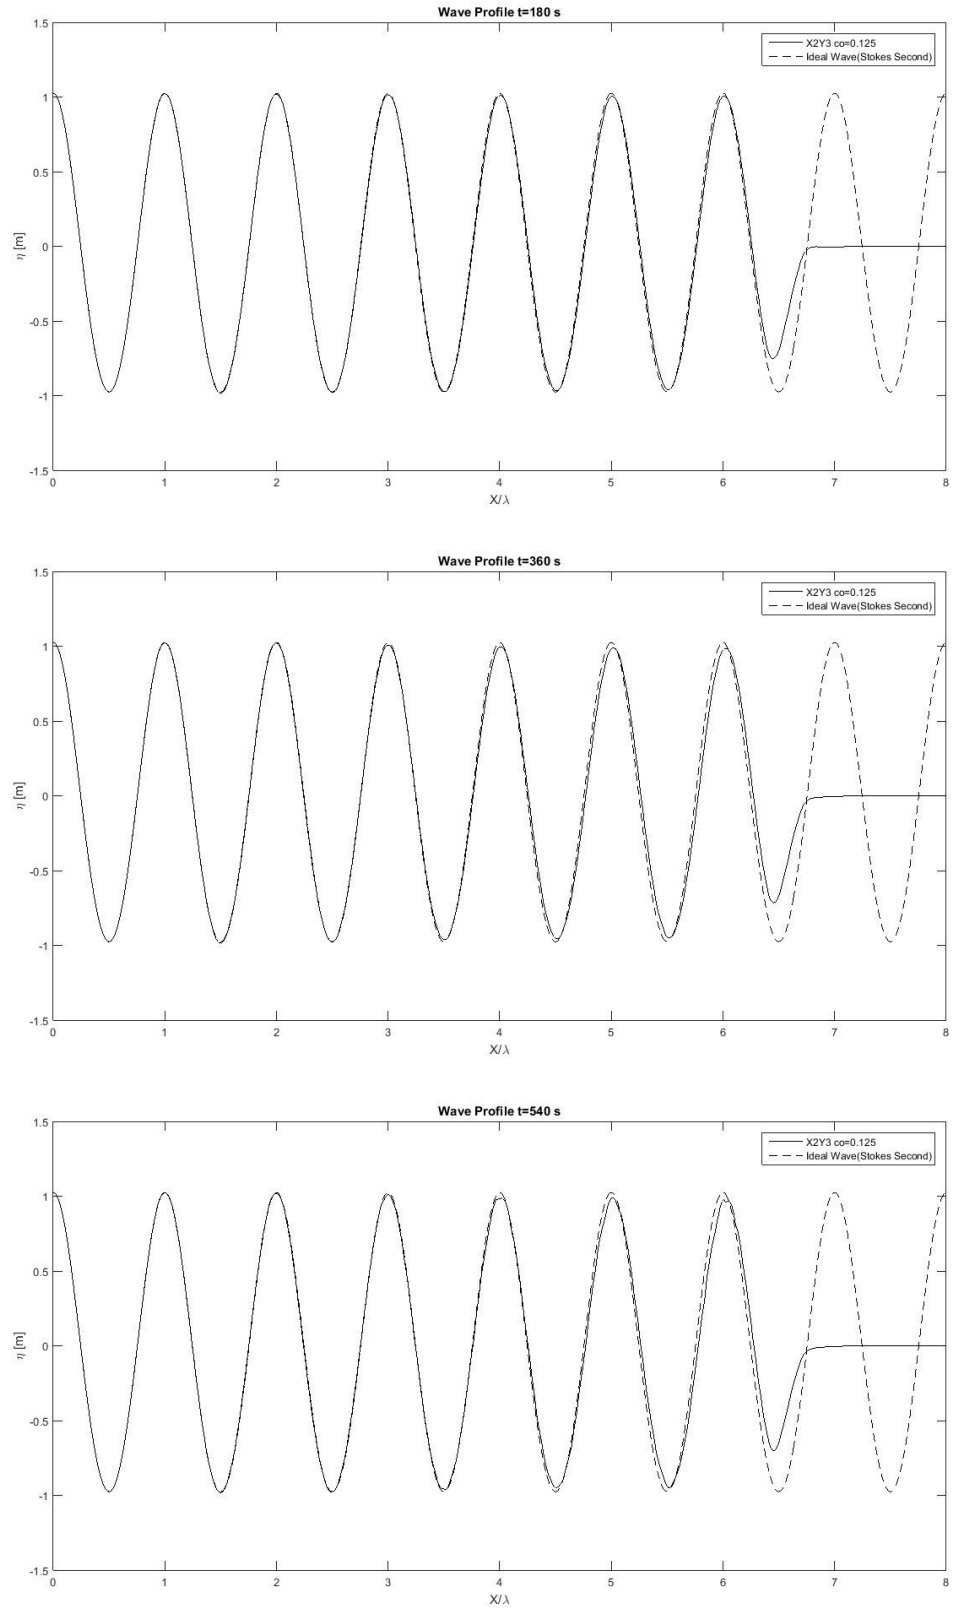 Wave Profile t=180 s
1.5
1
0.5
0
-0.5
-1
-1.5
η [m]
X2Y3 co=0.125
Ideal Wave(Stokes Second)
0 1 2 3 4 5 6 7 8
X/λ
Wave Profile t=360 s
1.5
1
0.5
0
-0.5
-1
-1.5
η [m]
X2Y3 co=0.125
Ideal Wave(Stokes Second)
0 1 2 3 4 5 6 7 8
X/λ
Wave Profile t=540 s
1.5
1
0.5
0
-0.5
-1
-1.5
η [m]
X2Y3 co=0.125
Ideal Wave(Stokes Second)
0 1 2 3 4 5 6 7 8
X/λ